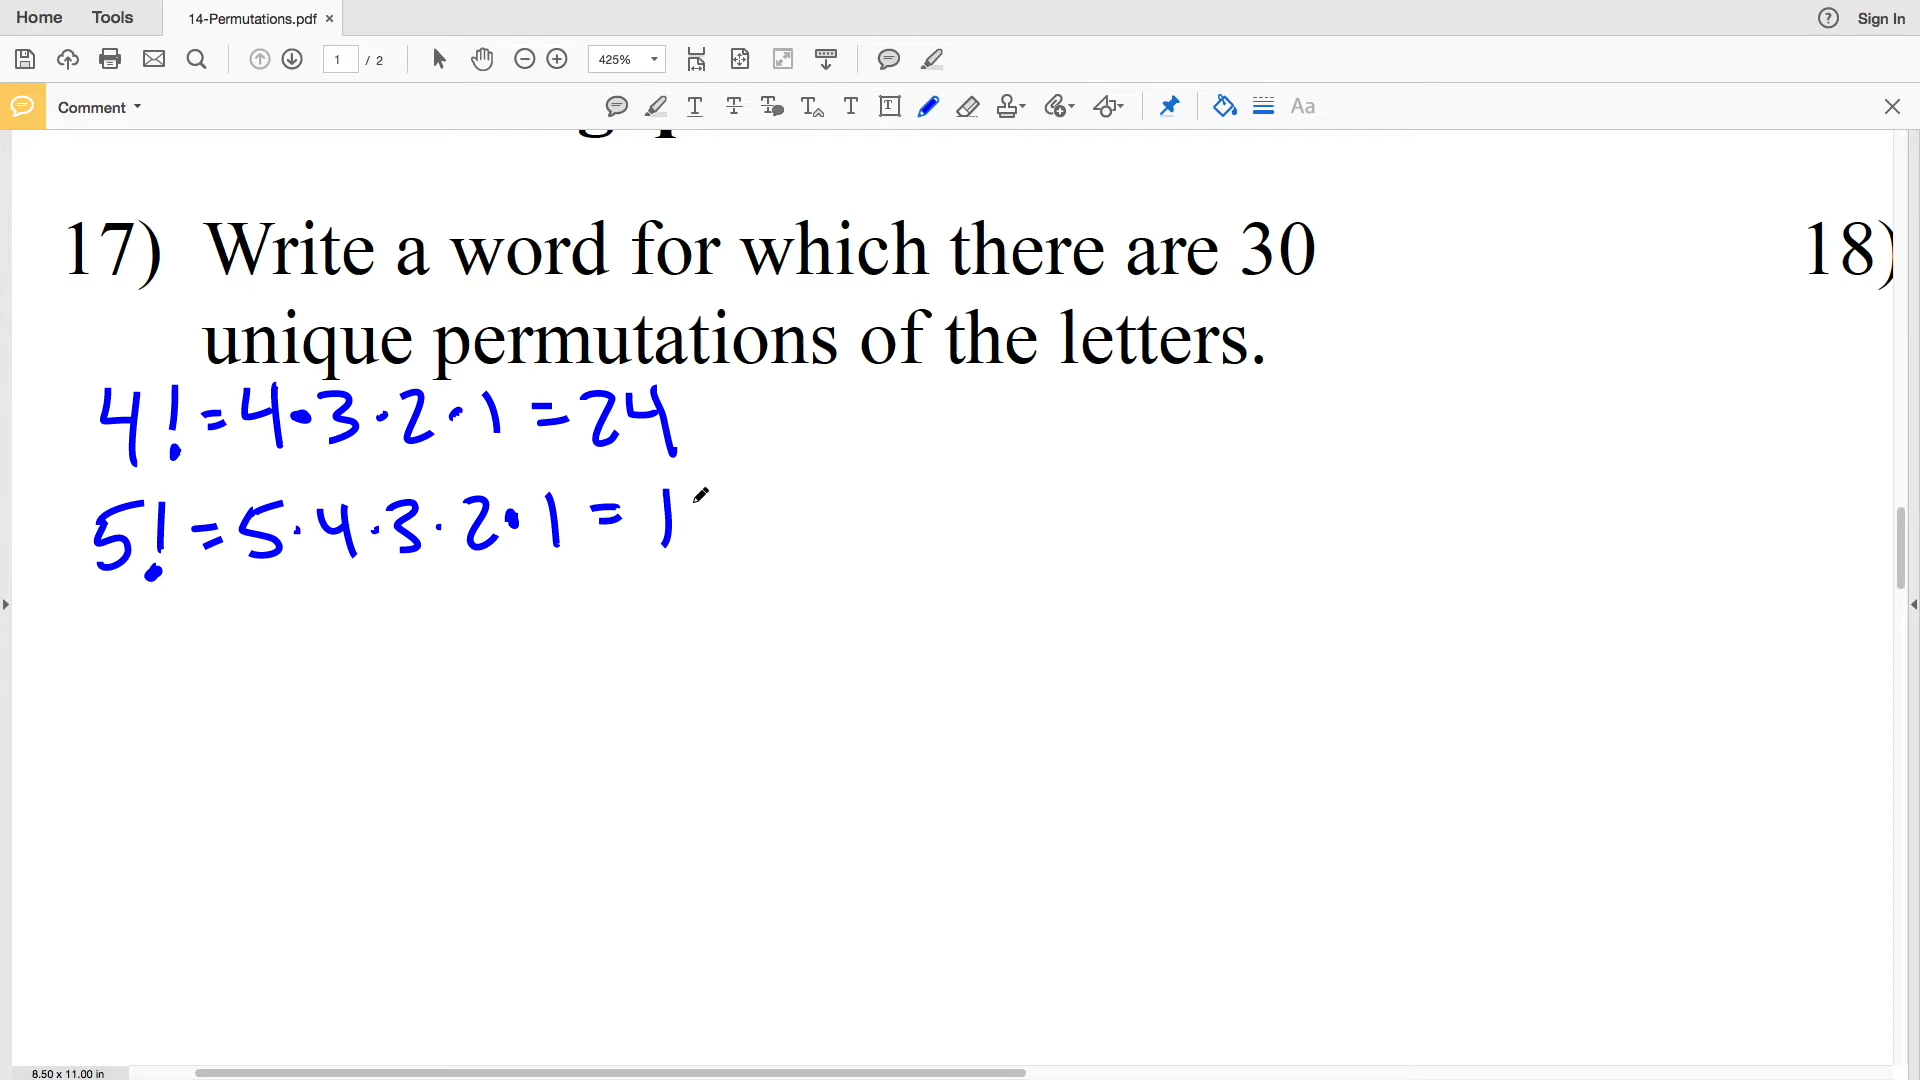 Home Tools 14-Permutations.pdf × ? Sign In
1 / 2 425%
Comment T T T T T T Aa
17) Write a word for which there are 30 18)
unique permutations of the letters.
4! = 4 · 3 · 2 · 1 = 24
5! = 5 · 4 · 3 · 2 · 1 = 1
8.50 x 11.00 in